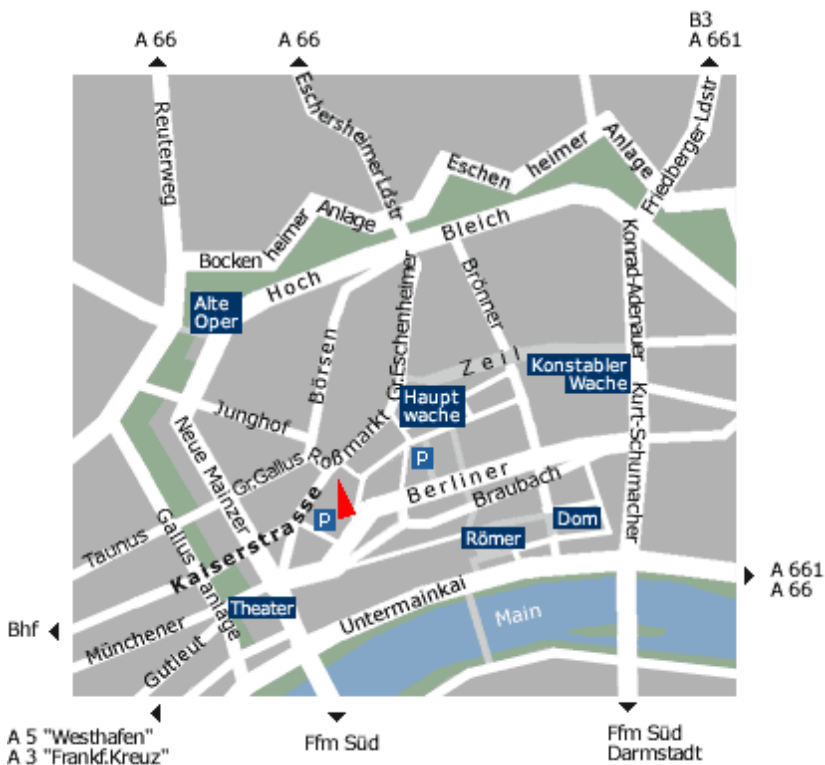 B3
A 66
A 66
A 661
Reuterweg
Eschersheimer Ldstr
Friedberger Ldstr
Eschen
heimer
Anlage
Bocken
heimer
Anlage
Hoch
Bleich
Brönner
Konrad-Adenauer
Alte
Oper
Börsen
Gr.Eschenheimer
Zeil
Konstabler
Wache
Haupt
wache
Junghof
Roßmarkt
Kurt-Schumacher
Neue Mainzer
Gr.Gallus
P
Berliner
Braubach
Taunus
Kaiserstrasse
P
Dom
Römer
Gallus
anlage
Theater
Untermainkai
Main
A 661
A 66
Bhf
Münchener
Gutleut
A 5 "Westhafen"
A 3 "Frankf.Kreuz"
Ffm Süd
Ffm Süd
Darmstadt